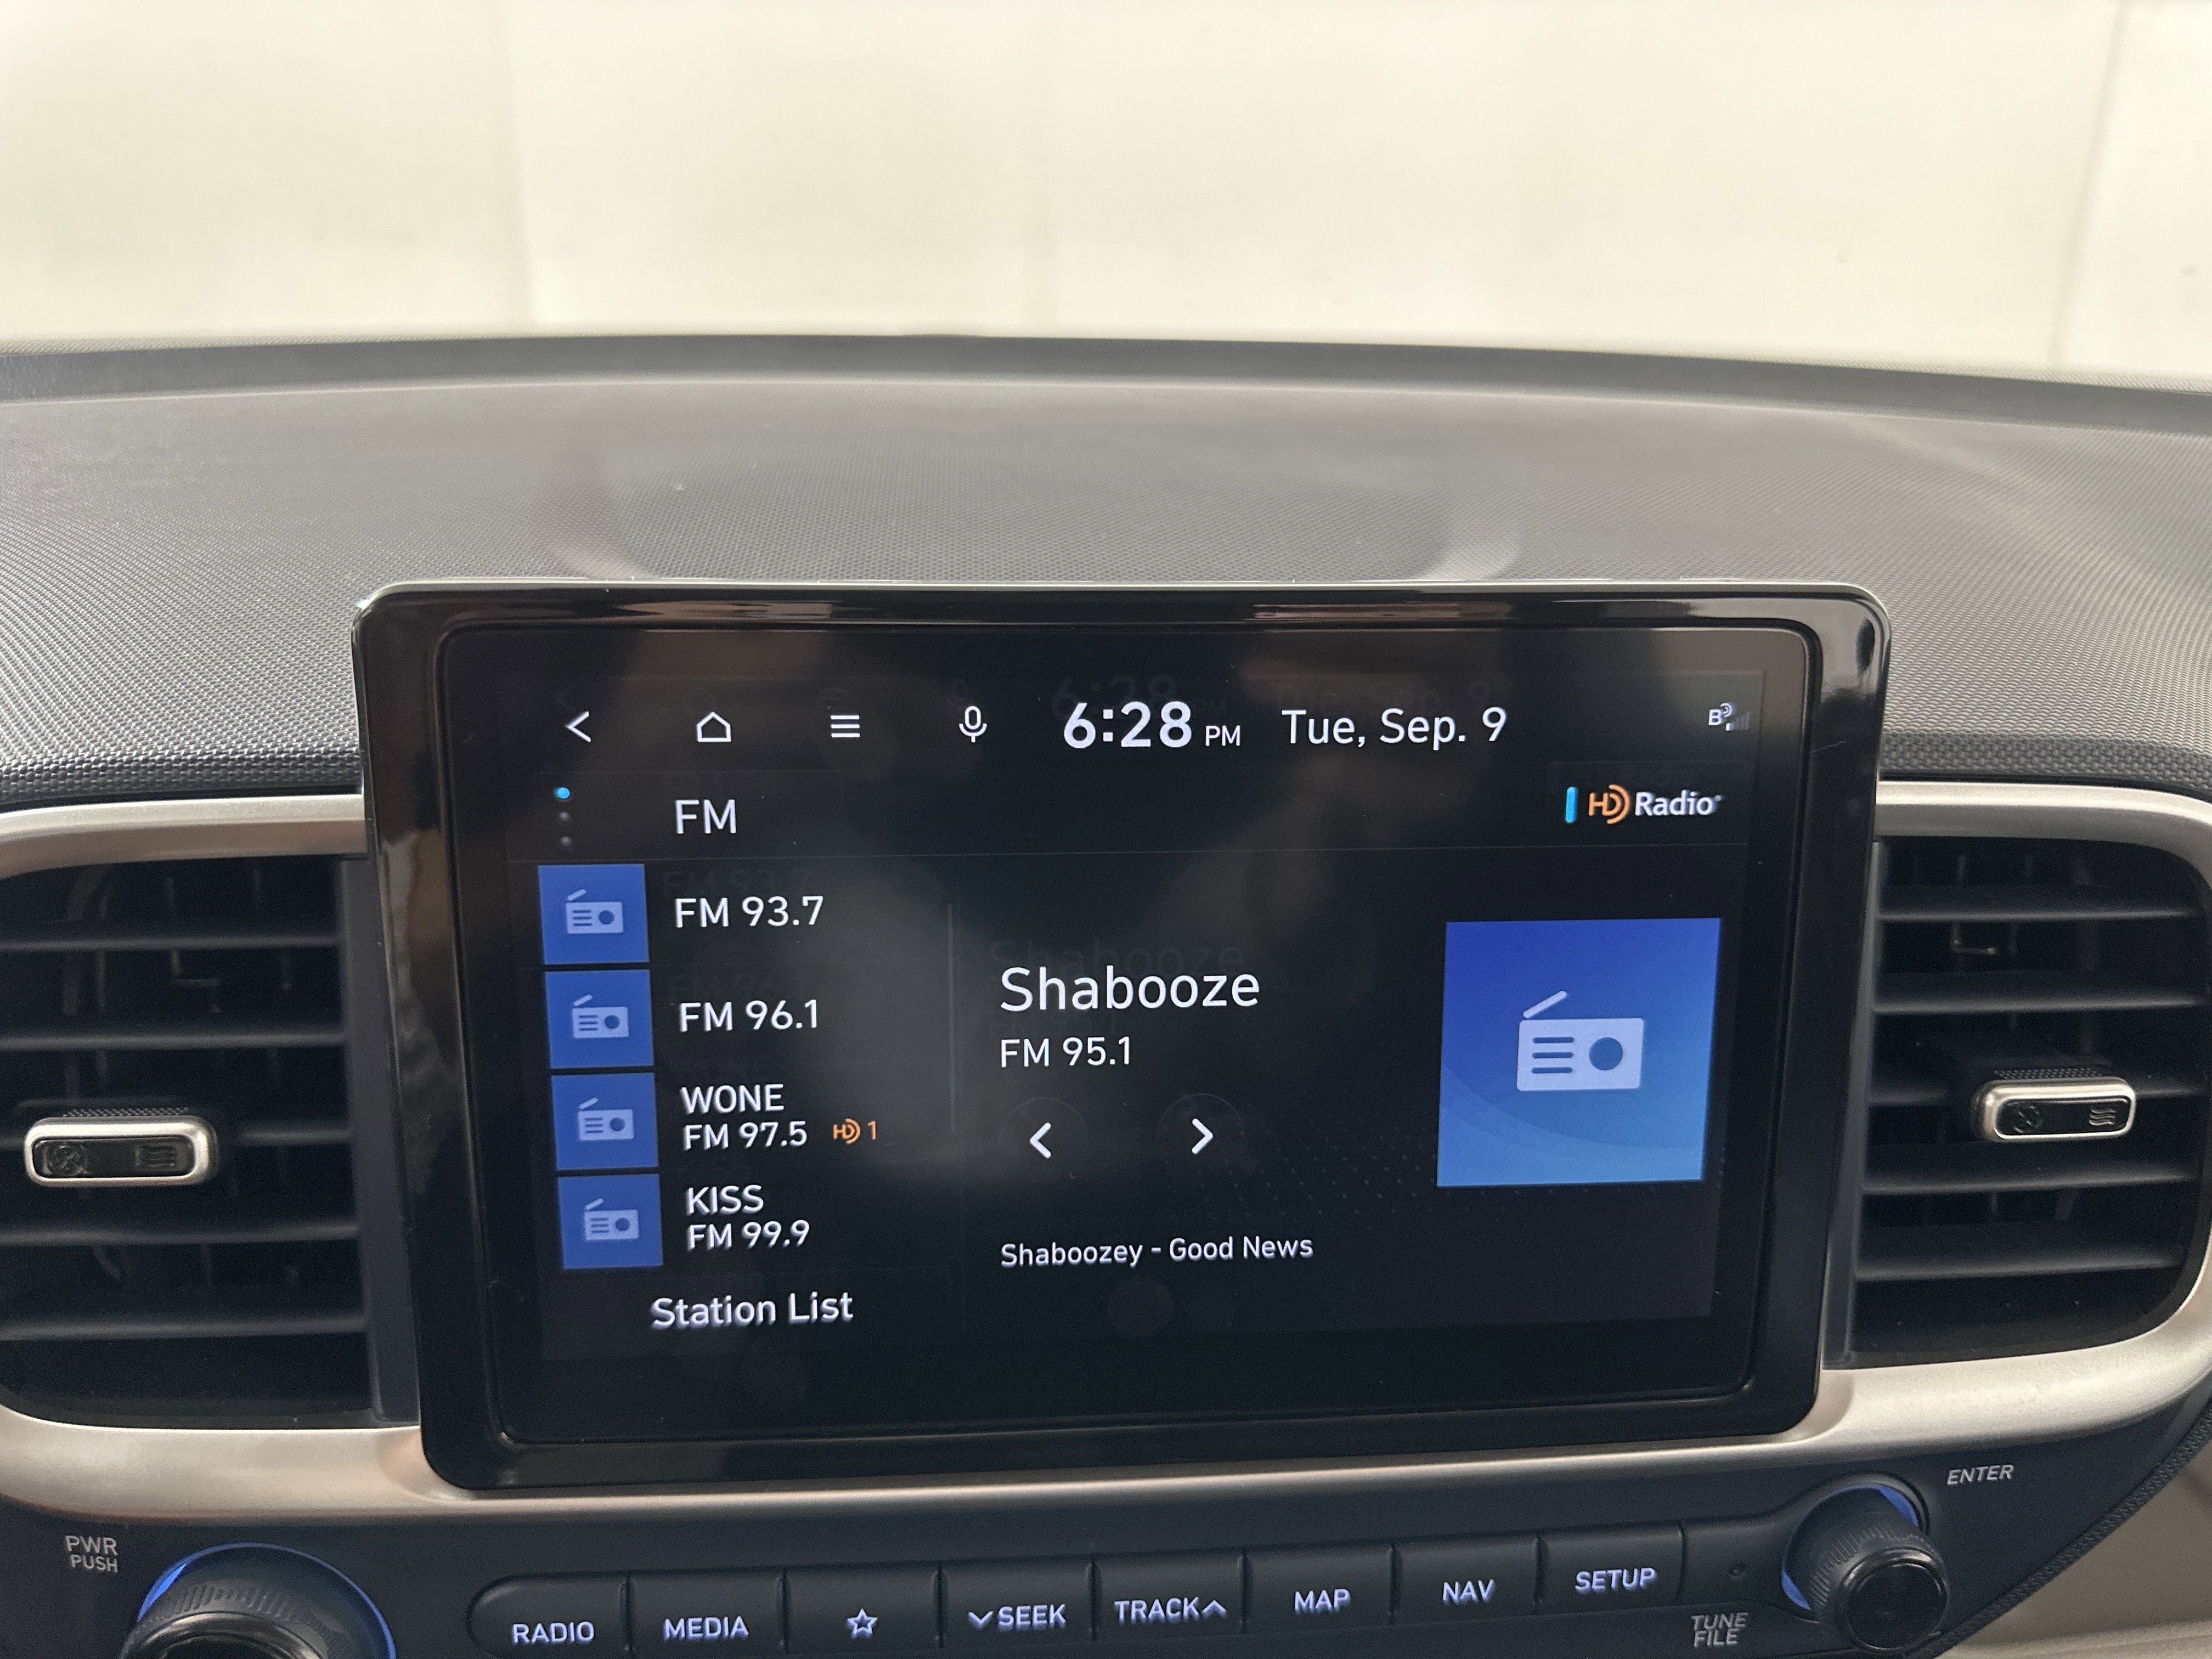 6:28 PM Tue, Sep. 9
B
FM
HD Radio
FM 93.7
FM 96.1
WONE
FM 97.5 HD 1
KISS
FM 99.9
Station List
Shabooze
FM 95.1
Shaboozey - Good News
PWR
PUSH
RADIO
MEDIA
SEEK
TRACK
MAP
NAV
SETUP
TUNE
FILE
ENTER